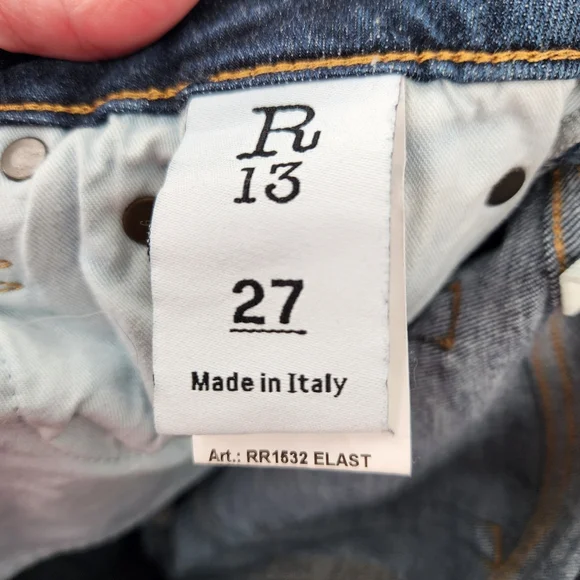 R
13
27
Made in Italy
Art.: RR1532 ELAST